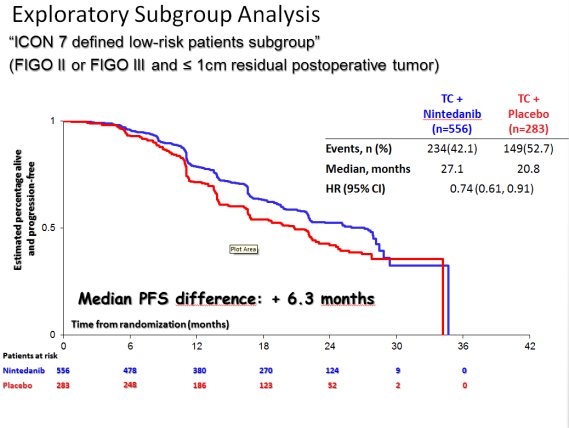 Exploratory Subgroup Analysis
“ICON 7 defined low-risk patients subgroup”
(FIGO II or FIGO III and ≤ 1cm residual postoperative tumor)
TC + Nintedanib (n=556) TC + Placebo (n=283)
Events, n (%) 234(42.1) 149(52.7)
Median, months 27.1 20.8
HR (95% CI) 0.74 (0.61, 0.91)
Estimated percentage alive
and progression-free
1
0.5
0
Plot Area
Median PFS difference: + 6.3 months
Time from randomization (months)
0 6 12 18 24 30 36 42
Patients at risk
Nintedanib 556 478 380 270 124 9 0
Placebo 283 248 186 123 52 2 0